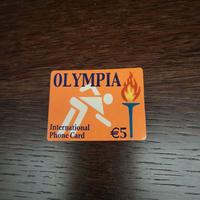 OLYMPIA
International
Phone Card
€5